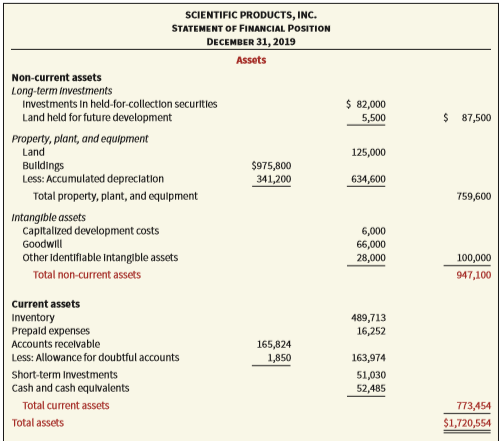 SCIENTIFIC PRODUCTS, INC.
STATEMENT OF FINANCIAL POSITION
DECEMBER 31, 2019
Assets
Non-current assets
Long-term investments
Investments in held-for-collection securities $ 82,000
Land held for future development 5,500 $ 87,500
Property, plant, and equipment
Land 125,000
Buildings $975,800
Less: Accumulated depreciation 341,200 634,600
Total property, plant, and equipment 759,600
Intangible assets
Capitalized development costs 6,000
Goodwill 66,000
Other identifiable intangible assets 28,000 100,000
Total non-current assets 947,100
Current assets
Inventory 489,713
Prepaid expenses 16,252
Accounts receivable 165,824
Less: Allowance for doubtful accounts 1,850 163,974
Short-term investments 51,030
Cash and cash equivalents 52,485
Total current assets 773,454
Total assets $1,720,554